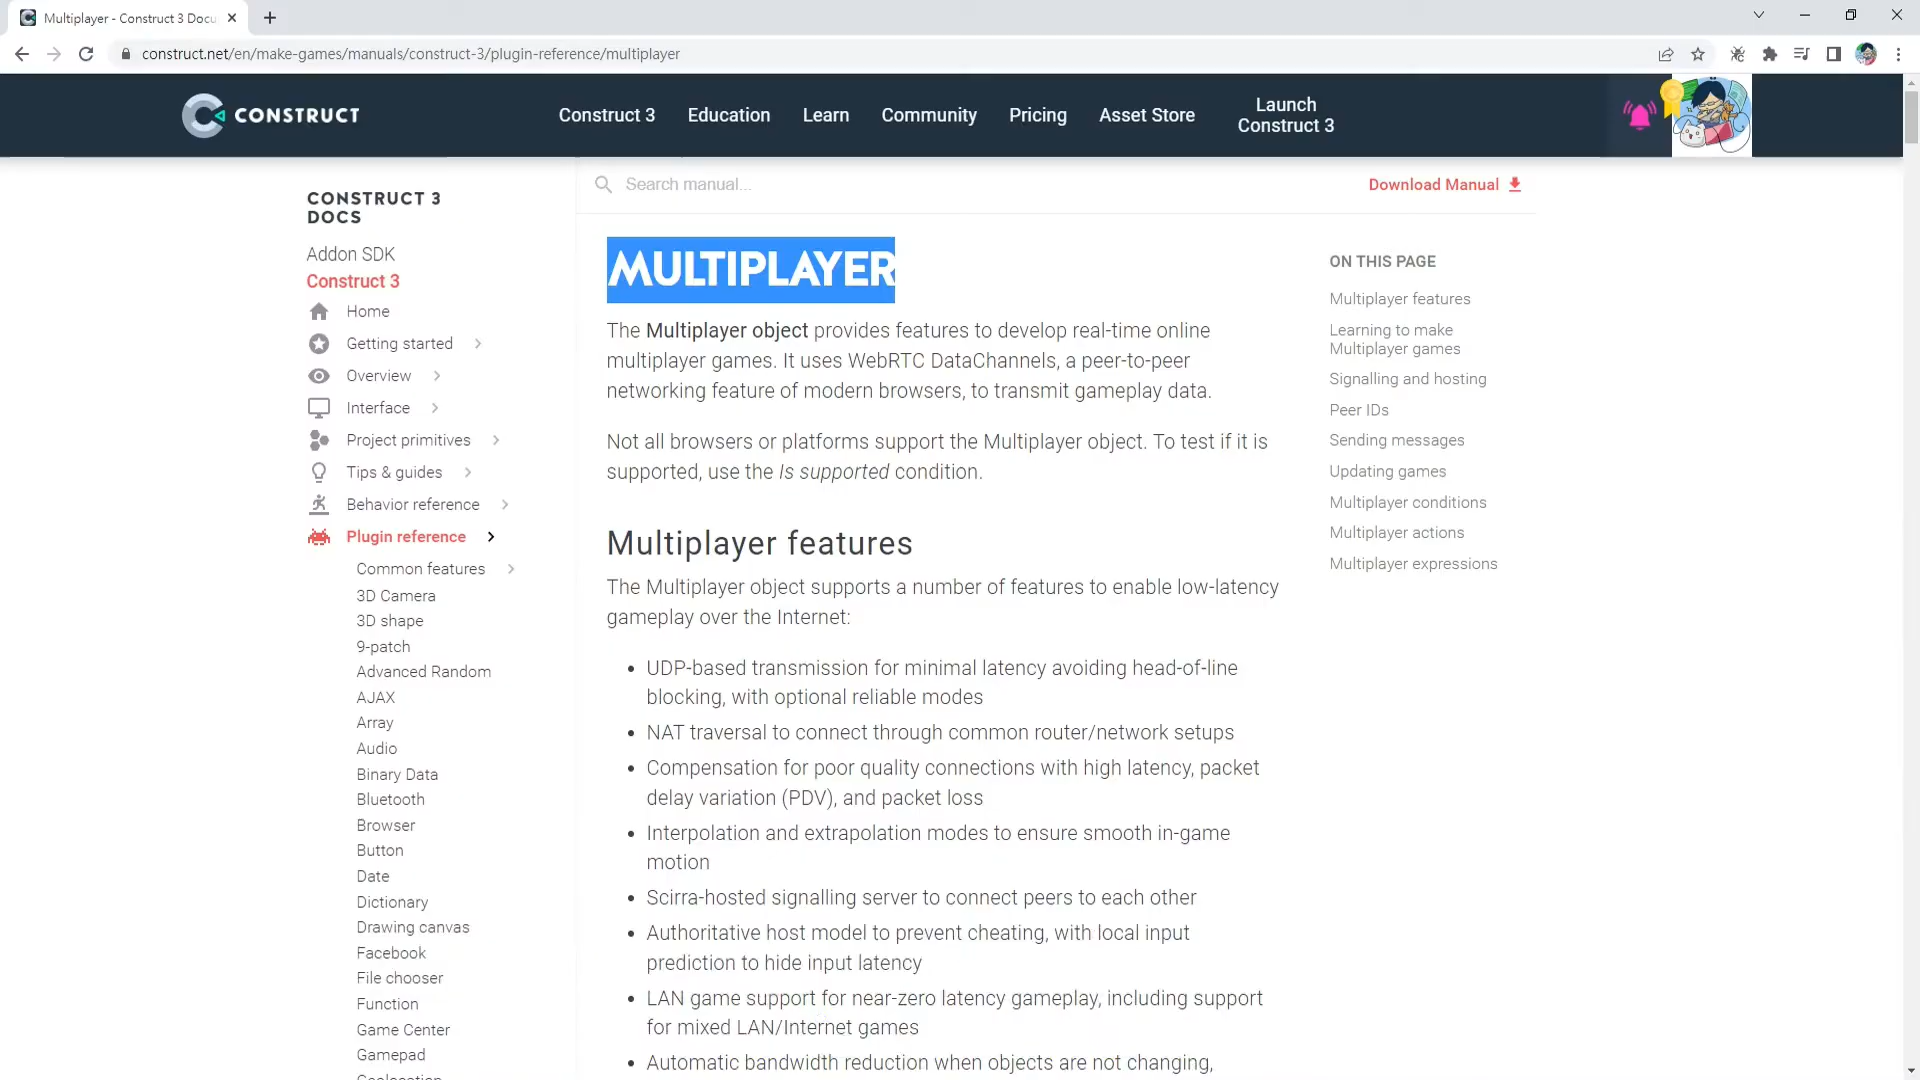 Multiplayer - Construct 3 Docu
construct.net/en/make-games/manuals/construct-3/plugin-reference/multiplayer
CONSTRUCT
Construct 3
Education
Learn
Community
Pricing
Asset Store
Launch
Construct 3
CONSTRUCT 3
DOCS
Addon SDK
Construct 3
Home
Getting started
Overview
Interface
Project primitives
Tips & guides
Behavior reference
Plugin reference
Common features
3D Camera
3D shape
9-patch
Advanced Random
AJAX
Array
Audio
Binary Data
Bluetooth
Browser
Button
Date
Dictionary
Drawing canvas
Facebook
File chooser
Function
Game Center
Gamepad
Geolocation
Search manual...
Download Manual
MULTIPLAYER
The Multiplayer object provides features to develop real-time online
multiplayer games. It uses WebRTC DataChannels, a peer-to-peer
networking feature of modern browsers, to transmit gameplay data.
Not all browsers or platforms support the Multiplayer object. To test if it is
supported, use the Is supported condition.
Multiplayer features
The Multiplayer object supports a number of features to enable low-latency
gameplay over the Internet:
• UDP-based transmission for minimal latency avoiding head-of-line
blocking, with optional reliable modes
• NAT traversal to connect through common router/network setups
• Compensation for poor quality connections with high latency, packet
delay variation (PDV), and packet loss
• Interpolation and extrapolation modes to ensure smooth in-game
motion
• Scirra-hosted signalling server to connect peers to each other
• Authoritative host model to prevent cheating, with local input
prediction to hide input latency
• LAN game support for near-zero latency gameplay, including support
for mixed LAN/Internet games
• Automatic bandwidth reduction when objects are not changing,
ON THIS PAGE
Multiplayer features
Learning to make
Multiplayer games
Signalling and hosting
Peer IDs
Sending messages
Updating games
Multiplayer conditions
Multiplayer actions
Multiplayer expressions